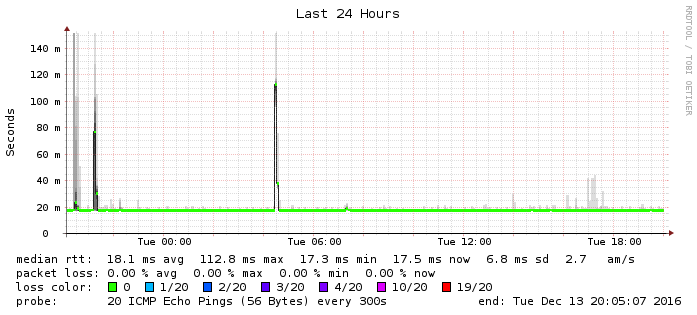 Last 24 Hours
RRDTOOL / TOBI OETIKER
Seconds
140 m
120 m
100 m
80 m
60 m
40 m
20 m
0
Tue 00:00 Tue 06:00 Tue 12:00 Tue 18:00
median rtt: 18.1 ms avg 112.8 ms max 17.3 ms min 17.5 ms now 6.8 ms sd 2.7 am/s
packet loss: 0.00 % avg 0.00 % max 0.00 % min 0.00 % now
loss color: 0 1/20 2/20 3/20 4/20 10/20 19/20
probe: 20 ICMP Echo Pings (56 Bytes) every 300s end: Tue Dec 13 20:05:07 2016